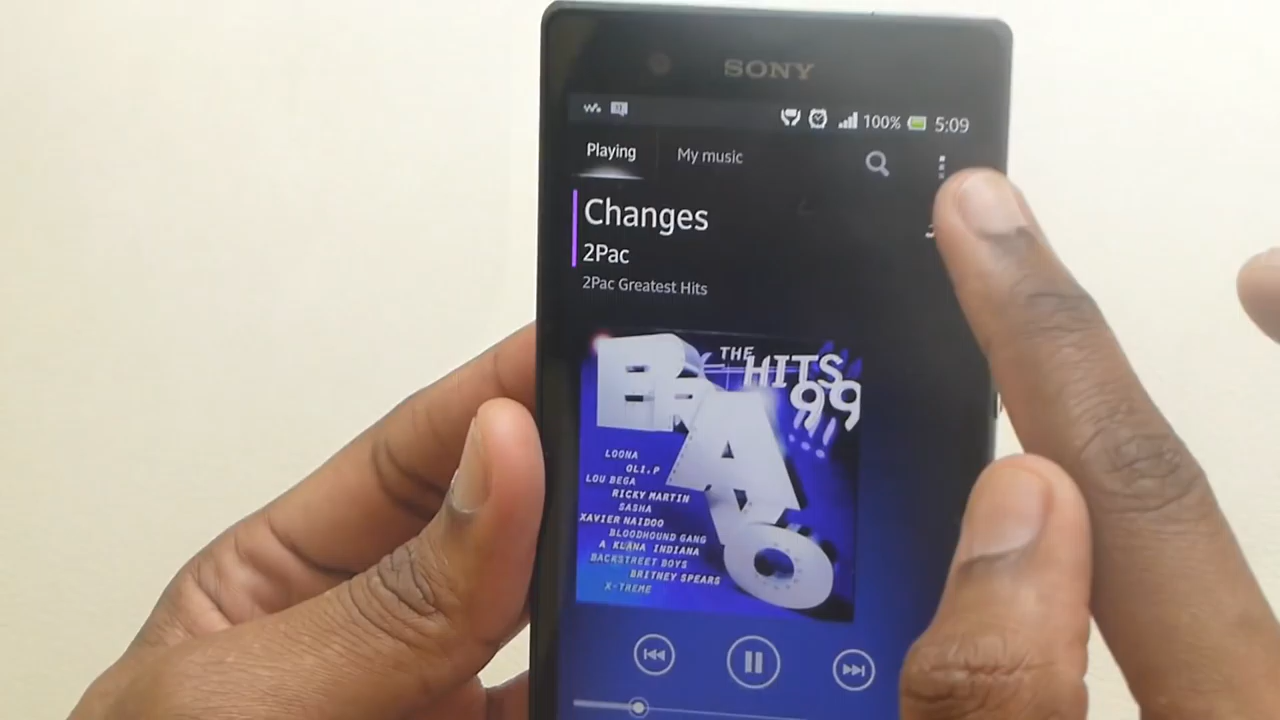 SONY
100% 5:09
Playing My music
Changes
2Pac
2Pac Greatest Hits
BRAVO
THE
HITS
99
LOONA
OLI.P
LOU BEGA
RICKY MARTIN
SASHA
XAVIER NAIDOO
BLOODHOUND GANG
A KLANA INDIANA
BACKSTREET BOYS
BRITNEY SPEARS
X-TREME